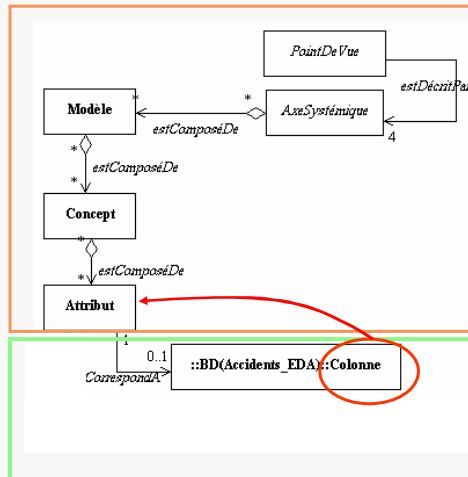 PointDeVue
estDécritPar
*
*
Modèle
AxeSystémique
estComposéDe
4
*
estComposéDe
*
Concept
*
estComposéDe
*
Attribut
1
0..1
::BD(Accidents_EDA)::Colonne
CorrespondA